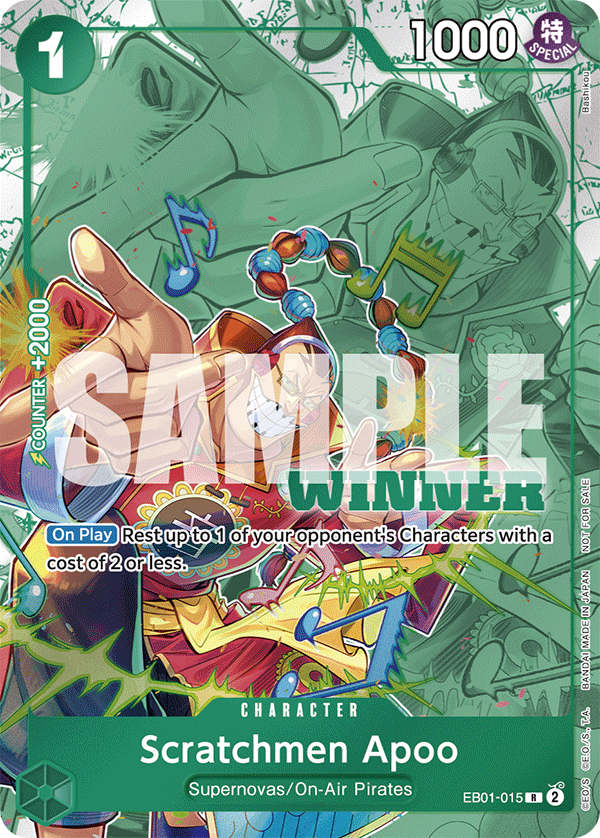 1
1000
特
SPECIAL
Bashikou
COUNTER +2000
SAMPLE
WINNER
On Play Rest up to 1 of your opponent's Characters with a
cost of 2 or less.
CHARACTER
Scratchmen Apoo
Supernovas/On-Air Pirates
EB01-015 R 2
©E.O/S ©E.O./S., T.A. BANDAI MADE IN JAPAN NOT FOR SALE